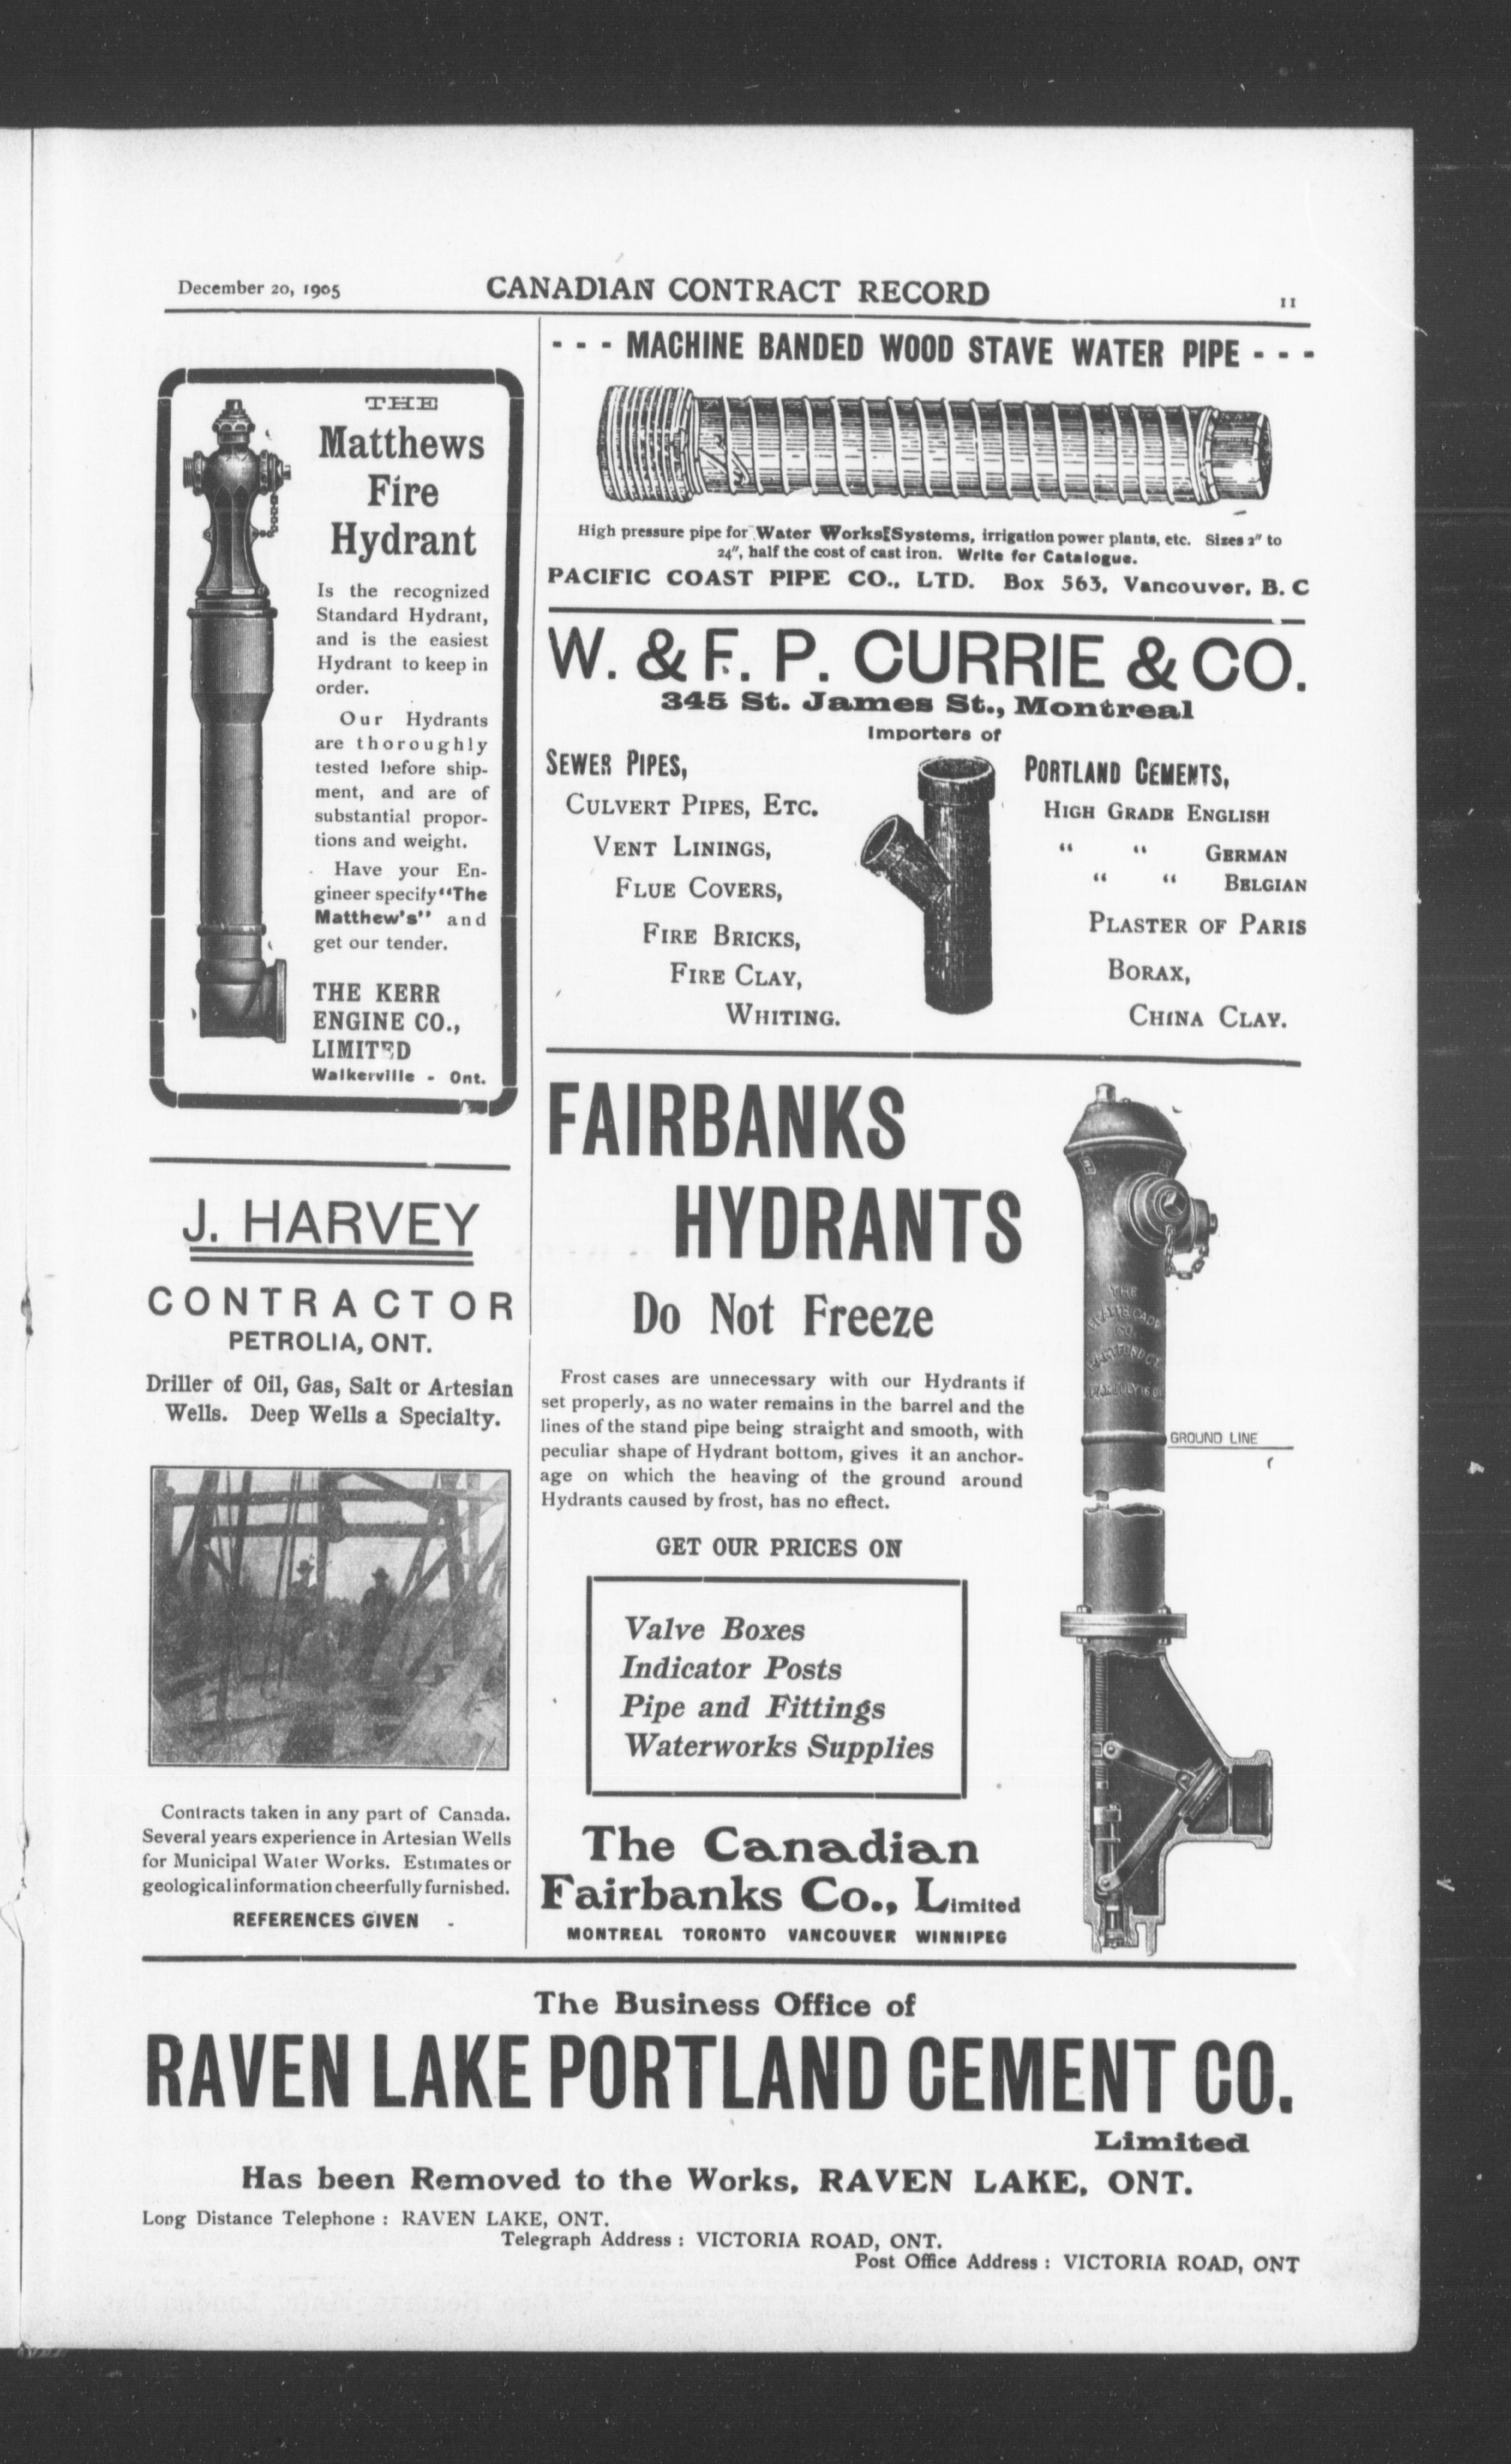 December 20, 1905
CANADIAN CONTRACT RECORD
11
THE
Matthews
Fire
Hydrant
Is the recognized
Standard Hydrant,
and is the easiest
Hydrant to keep in
order.
Our Hydrants
are thoroughly
tested before ship-
ment, and are of
substantial propor-
tions and weight.
Have your En-
gineer specify "The
Matthew's" and
get our tender.
THE KERR
ENGINE CO.,
LIMITED
Walkerville - Ont.
J. HARVEY
CONTRACTOR
PETROLIA, ONT.
Driller of Oil, Gas, Salt or Artesian
Wells. Deep Wells a Specialty.
Contracts taken in any part of Canada.
Several years experience in Artesian Wells
for Municipal Water Works. Estimates or
geological information cheerfully furnished.
REFERENCES GIVEN -
- - - MACHINE BANDED WOOD STAVE WATER PIPE - - -
High pressure pipe for Water Works Systems, irrigation power plants, etc. Sizes 2" to
24", half the cost of cast iron. Write for Catalogue.
PACIFIC COAST PIPE CO., LTD. Box 563, Vancouver, B. C
W. & F. P. CURRIE & CO.
345 St. James St., Montreal
Importers of
SEWER PIPES,
CULVERT PIPES, ETC.
VENT LININGS,
FLUE COVERS,
FIRE BRICKS,
FIRE CLAY,
WHITING.
PORTLAND CEMENTS,
HIGH GRADE ENGLISH
" " GERMAN
" " BELGIAN
PLASTER OF PARIS
BORAX,
CHINA CLAY.
FAIRBANKS
HYDRANTS
Do Not Freeze
Frost cases are unnecessary with our Hydrants if
set properly, as no water remains in the barrel and the
lines of the stand pipe being straight and smooth, with
peculiar shape of Hydrant bottom, gives it an anchor-
age on which the heaving of the ground around
Hydrants caused by frost, has no effect.
GET OUR PRICES ON
Valve Boxes
Indicator Posts
Pipe and Fittings
Waterworks Supplies
The Canadian
Fairbanks Co., Limited
MONTREAL TORONTO VANCOUVER WINNIPEG
THE
CO.
GROUND LINE
The Business Office of
RAVEN LAKE PORTLAND CEMENT CO.
Limited
Has been Removed to the Works, RAVEN LAKE, ONT.
Long Distance Telephone : RAVEN LAKE, ONT.
Telegraph Address : VICTORIA ROAD, ONT.
Post Office Address : VICTORIA ROAD, ONT